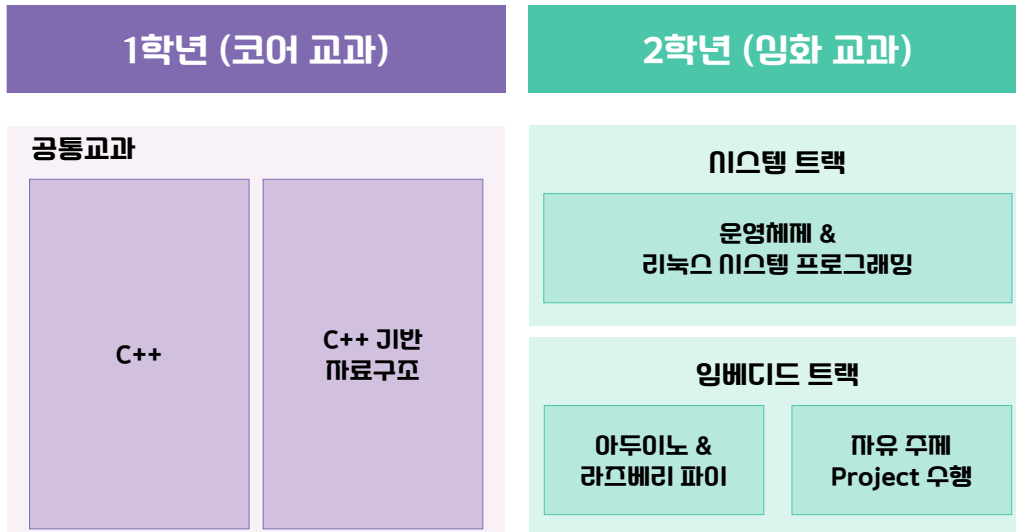 1학년 (코어 교과)
공통교과
C++
C++ 기반
자료구조
2학년 (심화 교과)
시스템 트랙
운영체제 &
리눅스 시스템 프로그래밍
임베디드 트랙
아두이노 &
라즈베리 파이
자유 주제
Project 수행